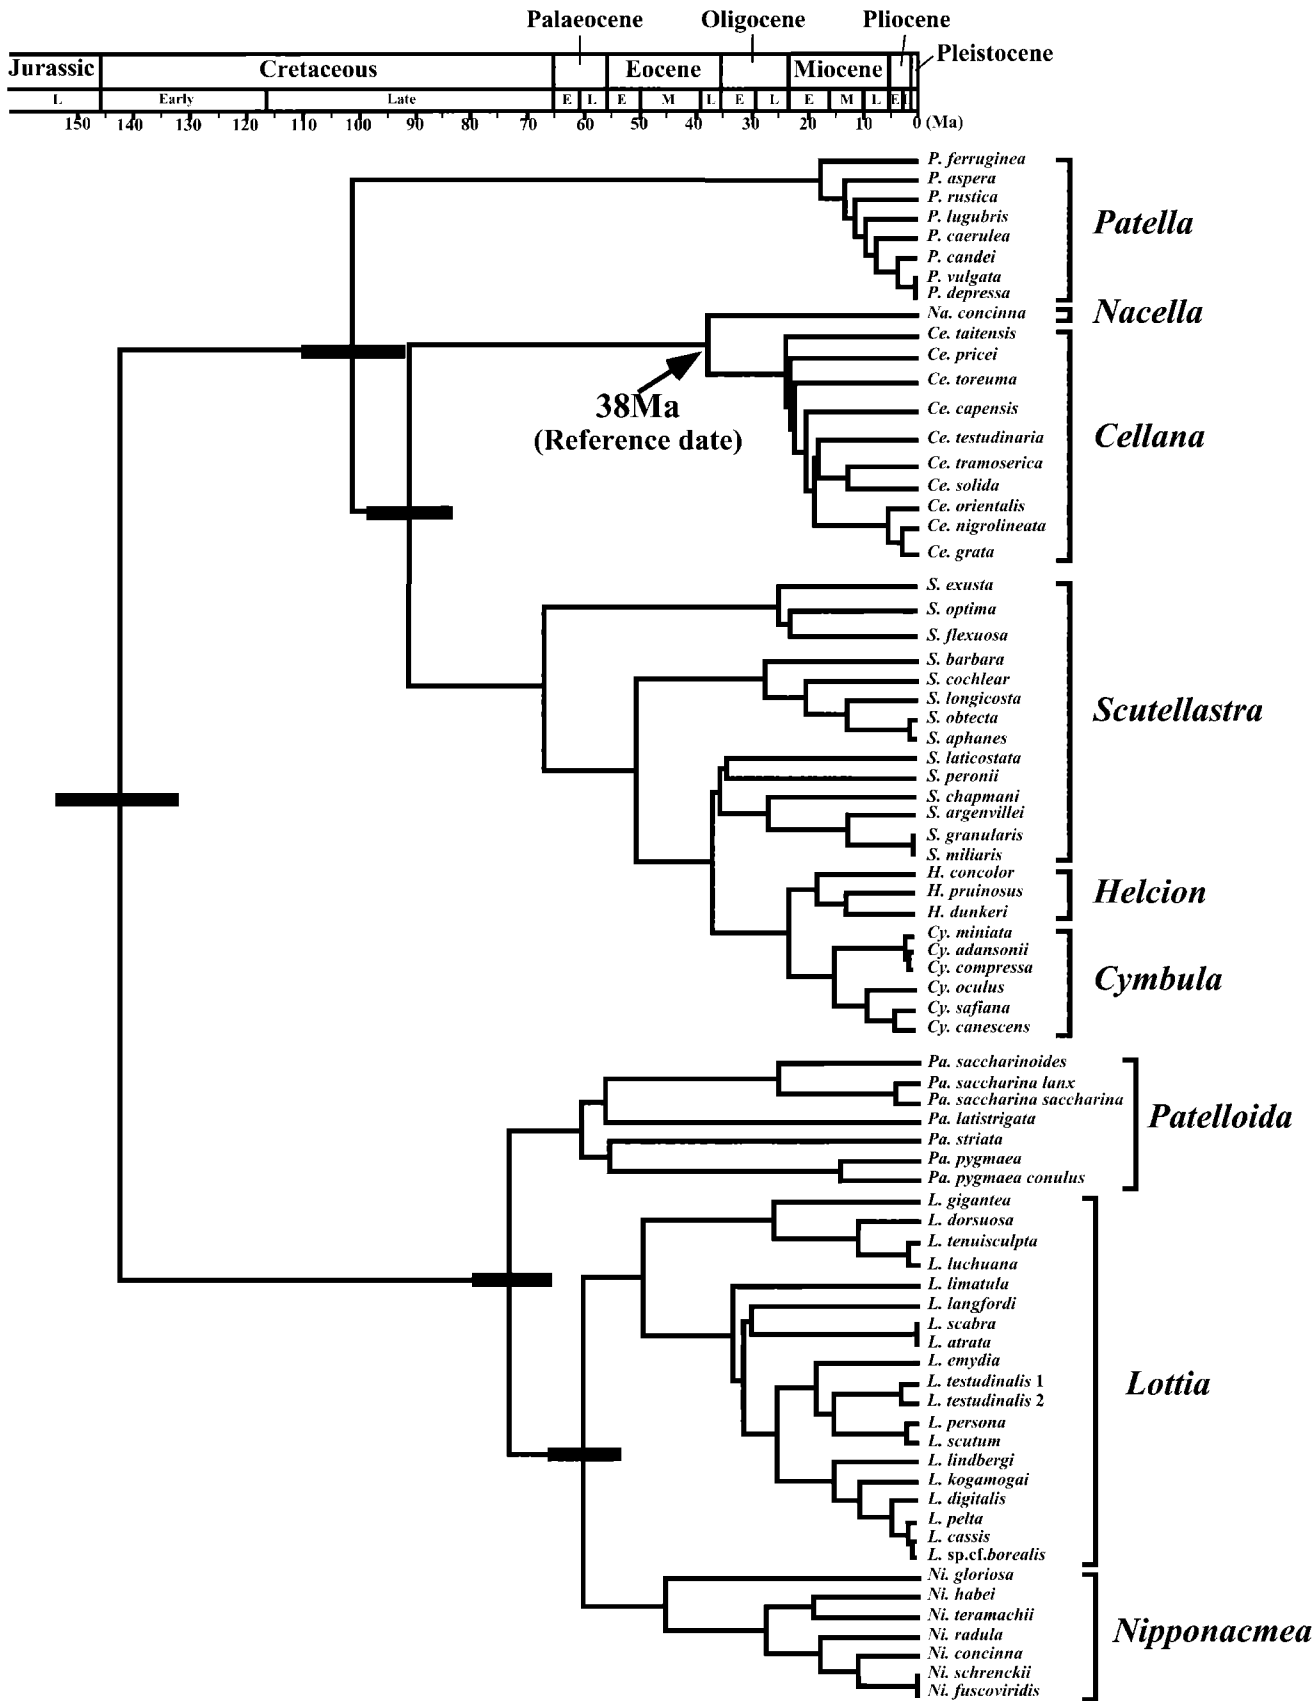 Palaeocene Oligocene Pliocene
Pleistocene
Jurassic Cretaceous Eocene Miocene
L Early Late E L E M L E L E M L E L
150 140 130 120 110 100 90 80 70 60 50 40 30 20 10 0 (Ma)
P. ferruginea
P. aspera
P. rustica
P. lugubris
P. caerulea
P. candei
P. vulgata
P. depressa
Patella
Na. concinna
Nacella
Ce. taitensis
Ce. pricei
Ce. toreuma
Ce. capensis
Ce. testudinaria
Ce. tramoserica
Ce. solida
Ce. orientalis
Ce. nigrolineata
Ce. grata
Cellana
38Ma
(Reference date)
S. exusta
S. optima
S. flexuosa
S. barbara
S. cochlear
S. longicosta
S. obtecta
S. aphanes
S. laticostata
S. peronii
S. chapmani
S. argenvillei
S. granularis
S. miliaris
Scutellastra
H. concolor
H. pruinosus
H. dunkeri
Helcion
Cy. miniata
Cy. adansonii
Cy. compressa
Cy. oculus
Cy. safiana
Cy. canescens
Cymbula
Pa. saccharinoides
Pa. saccharina lanx
Pa. saccharina saccharina
Pa. latistrigata
Pa. striata
Pa. pygmaea
Pa. pygmaea conulus
Patelloida
L. gigantea
L. dorsuosa
L. tenuisculpta
L. luchuana
L. limatula
L. langfordi
L. scabra
L. atrata
L. emydia
L. testudinalis 1
L. testudinalis 2
L. persona
L. scutum
L. lindbergi
L. kogamogai
L. digitalis
L. pelta
L. cassis
L. sp.cf.borealis
Lottia
Ni. gloriosa
Ni. habei
Ni. teramachii
Ni. radula
Ni. concinna
Ni. schrenckii
Ni. fuscoviridis
Nipponacmea